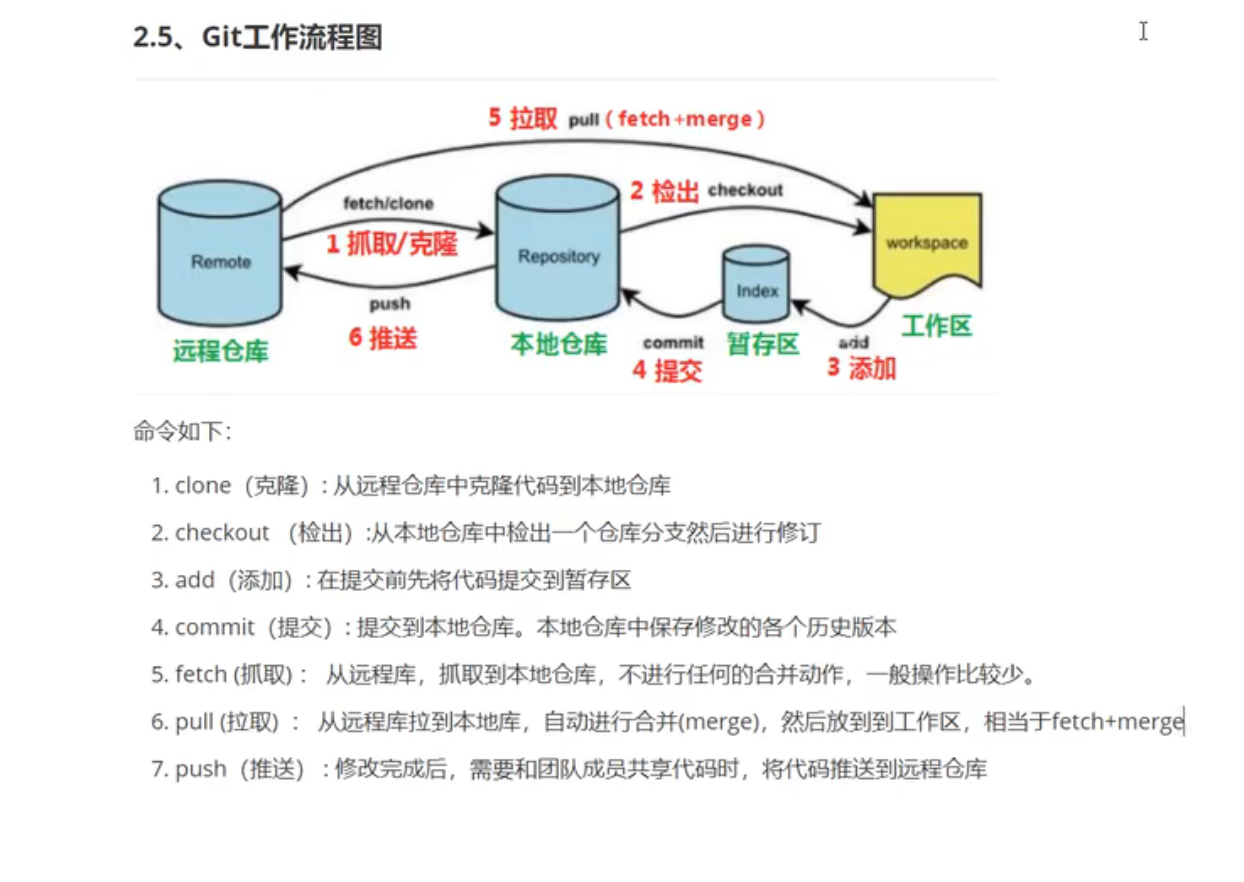 2.5、Git工作流程图
5 拉取 pull（fetch+merge）
fetch/clone
2 检出 checkout
1 抓取/克隆
workspace
Remote
Repository
Index
push
6 推送
工作区
远程仓库
本地仓库
commit
暂存区
add
4 提交
3 添加
命令如下：
1. clone（克隆）: 从远程仓库中克隆代码到本地仓库
2. checkout （检出）:从本地仓库中检出一个仓库分支然后进行修订
3. add（添加）: 在提交前先将代码提交到暂存区
4. commit（提交）: 提交到本地仓库。本地仓库中保存修改的各个历史版本
5. fetch (抓取)： 从远程库，抓取到本地仓库，不进行任何的合并动作，一般操作比较少。
6. pull (拉取) ： 从远程库拉到本地库，自动进行合并(merge)，然后放到到工作区，相当于fetch+merge
7. push（推送） : 修改完成后，需要和团队成员共享代码时，将代码推送到远程仓库